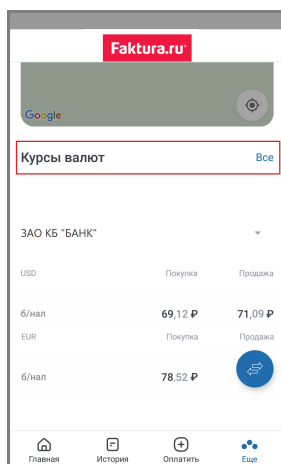 Faktura.ru
Google
Курсы валют Все
ЗАО КБ "БАНК"
USD Покупка Продажа
б/нал 69,12 ₽ 71,09 ₽
EUR Покупка Продажа
б/нал 78,52 ₽
Главная История Оплатить Еще